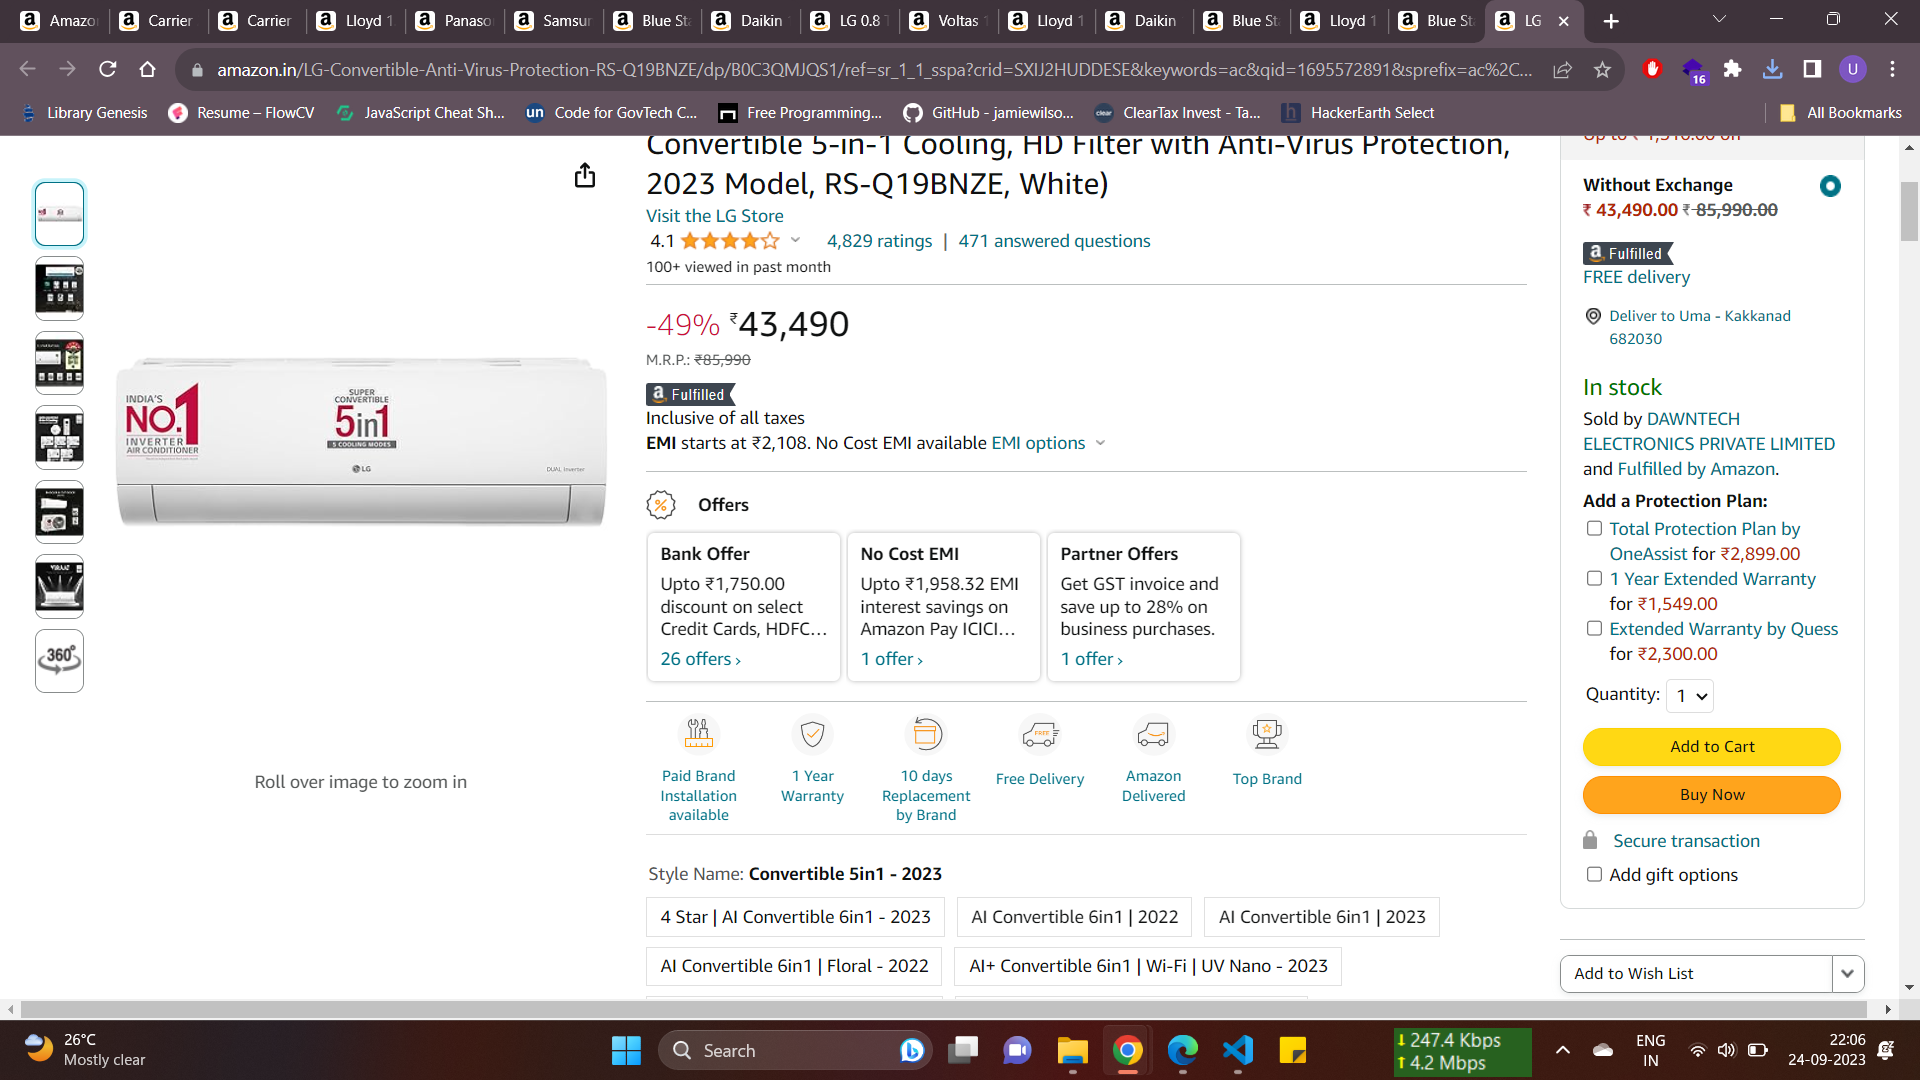 Amazo
Carrier
Carrier
Lloyd 1
Panaso
Samsun
Blue Sta
Daikin
LG 0.8 T
Voltas
Lloyd 1
Daikin
Blue St
Lloyd 1
Blue St
LG
amazon.in/LG-Convertible-Anti-Virus-Protection-RS-Q19BNZE/dp/B0C3QMJQS1/ref=sr_1_1_sspa?crid=SXIJ2HUDDESE&keywords=ac&qid=1695572891&sprefix=ac%2C...
16
U
Library Genesis
Resume – FlowCV
JavaScript Cheat Sh...
un Code for GovTech C...
Free Programming...
GitHub - jamiewilso...
clear ClearTax Invest - Ta...
h HackerEarth Select
All Bookmarks
Convertible 5-in-1 Cooling, HD Filter with Anti-Virus Protection,
2023 Model, RS-Q19BNZE, White)
Visit the LG Store
4.1
4,829 ratings | 471 answered questions
100+ viewed in past month
-49% ₹43,490
M.R.P.: ₹85,990
a Fulfilled
Inclusive of all taxes
EMI starts at ₹2,108. No Cost EMI available EMI options
INDIA'S
NO.1
INVERTER
AIR CONDITIONER
SUPER
CONVERTIBLE
5in1
5 COOLING MODES
LG
DUAL Inverter
360°
Roll over image to zoom in
Offers
Bank Offer
Upto ₹1,750.00
discount on select
Credit Cards, HDFC...
26 offers ›
No Cost EMI
Upto ₹1,958.32 EMI
interest savings on
Amazon Pay ICICI...
1 offer ›
Partner Offers
Get GST invoice and
save up to 28% on
business purchases.
1 offer ›
Paid Brand
Installation
available
1 Year
Warranty
10 days
Replacement
by Brand
FREE
Free Delivery
Amazon
Delivered
Top Brand
Style Name: Convertible 5in1 - 2023
4 Star | AI Convertible 6in1 - 2023
AI Convertible 6in1 | 2022
AI Convertible 6in1 | 2023
AI Convertible 6in1 | Floral - 2022
AI+ Convertible 6in1 | Wi-Fi | UV Nano - 2023
Without Exchange
₹ 43,490.00 ₹ 85,990.00
a Fulfilled
FREE delivery
Deliver to Uma - Kakkanad
682030
In stock
Sold by DAWNTECH
ELECTRONICS PRIVATE LIMITED
and Fulfilled by Amazon.
Add a Protection Plan:
Total Protection Plan by
OneAssist for ₹2,899.00
1 Year Extended Warranty
for ₹1,549.00
Extended Warranty by Quess
for ₹2,300.00
Quantity: 1
Add to Cart
Buy Now
Secure transaction
Add gift options
Add to Wish List
26°C
Mostly clear
Search
247.4 Kbps
4.2 Mbps
ENG
IN
22:06
24-09-2023